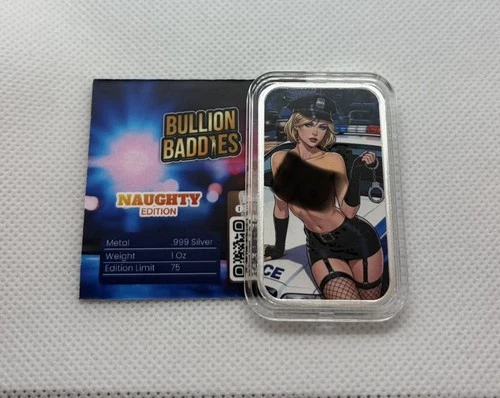 BULLION
BADDIES
NAUGHTY
EDITION
Metal .999 Silver
Weight 1 Oz
Edition Limit 75
CE